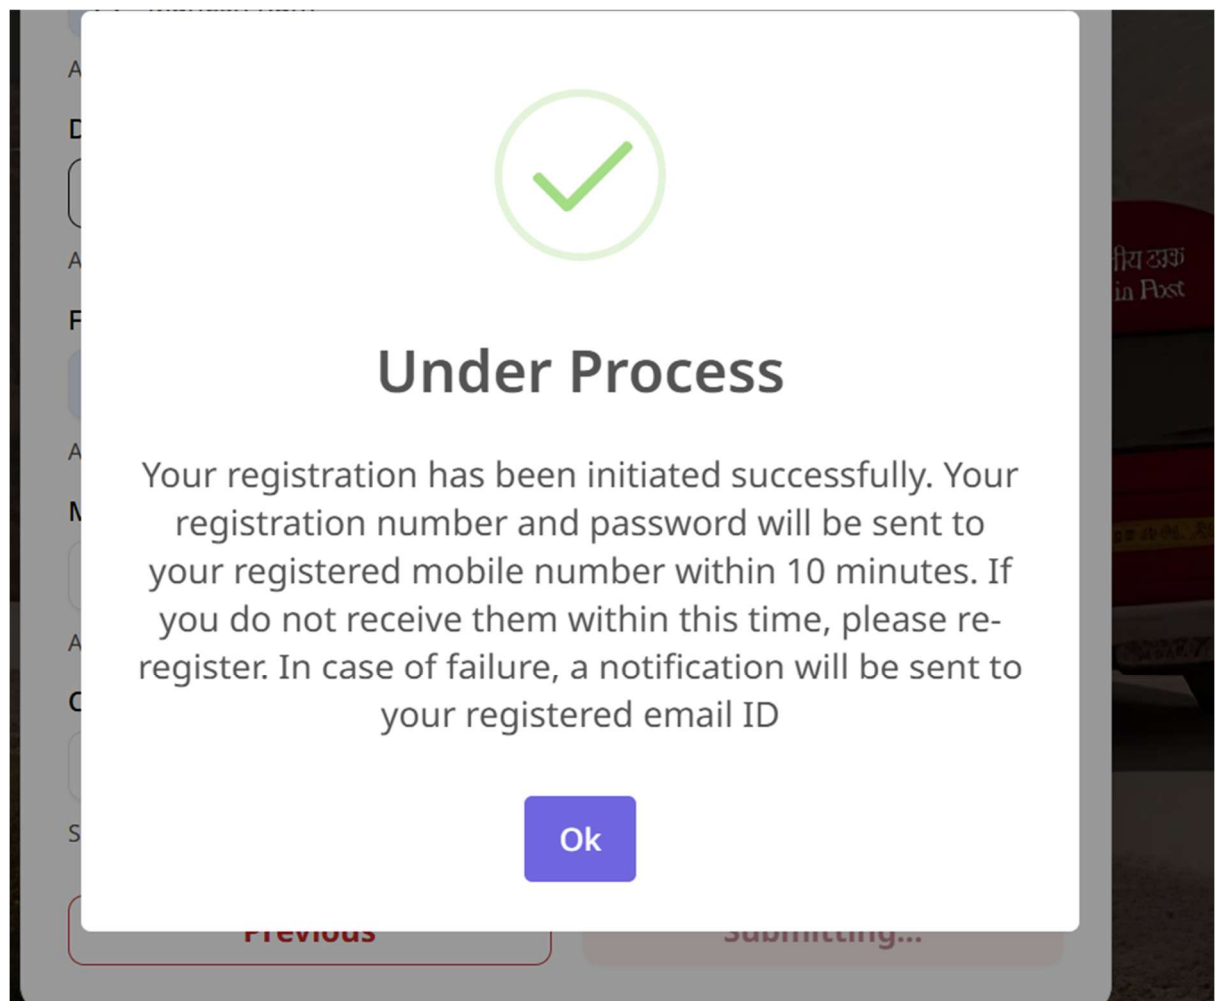 A
D
A
F
A
M
A
C
S
ीय डाक
in Post
Under Process
Your registration has been initiated successfully. Your
registration number and password will be sent to
your registered mobile number within 10 minutes. If
you do not receive them within this time, please re-
register. In case of failure, a notification will be sent to
your registered email ID
Ok
Previous
Submitting...